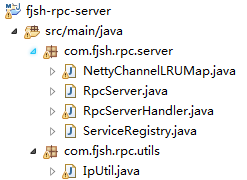 fjsh-rpc-server
src/main/java
com.fjsh.rpc.server
NettyChannelLRUMap.java
RpcServer.java
RpcServerHandler.java
ServiceRegistry.java
com.fjsh.rpc.utils
IpUtil.java